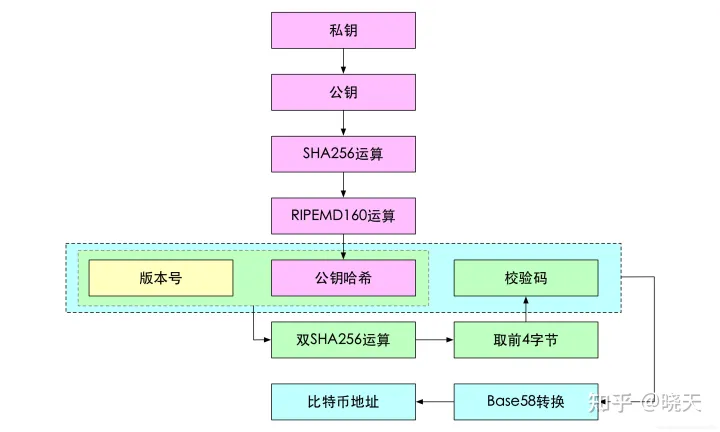 私钥
公钥
SHA256运算
RIPEMD160运算
版本号
公钥哈希
校验码
双SHA256运算
取前4字节
比特币地址
Base58转换
知乎 @晓天